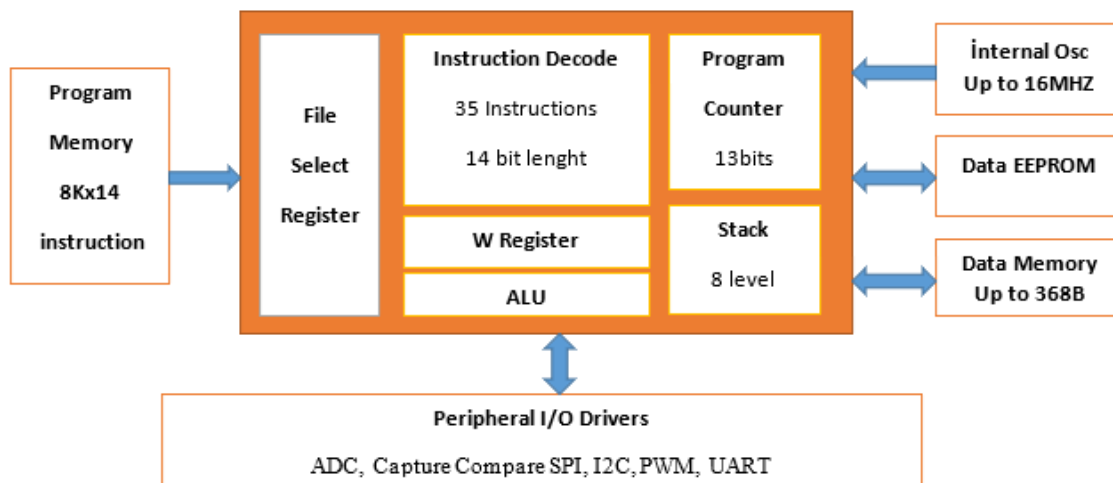 Program
Memory
8Kx14
instruction
File
Select
Register
Instruction Decode
35 Instructions
14 bit lenght
W Register
ALU
Program
Counter
13bits
Stack
8 level
İnternal Osc
Up to 16MHZ
Data EEPROM
Data Memory
Up to 368B
Peripheral I/O Drivers
ADC, Capture Compare SPI, I2C, PWM, UART